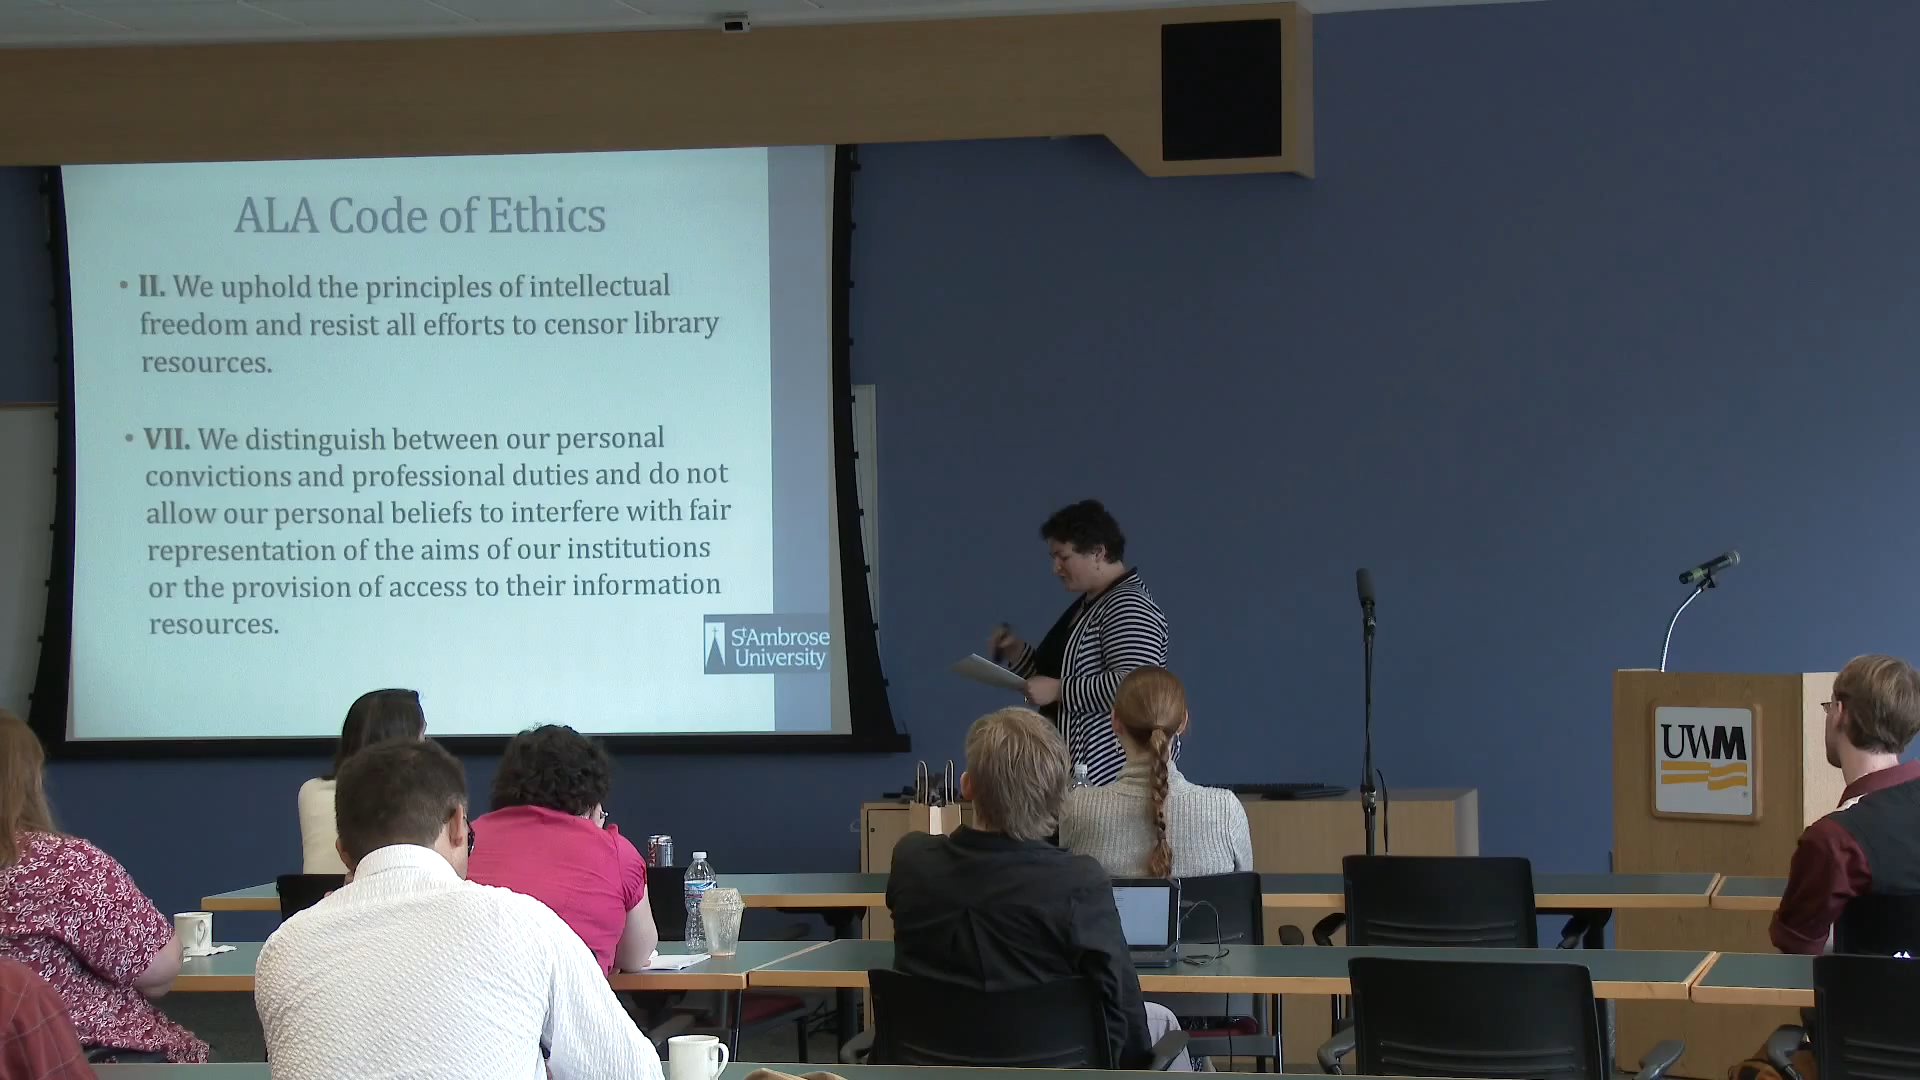 ALA Code of Ethics
• II. We uphold the principles of intellectual
freedom and resist all efforts to censor library
resources.
• VII. We distinguish between our personal
convictions and professional duties and do not
allow our personal beliefs to interfere with fair
representation of the aims of our institutions
or the provision of access to their information
resources.
St Ambrose
University
UWM